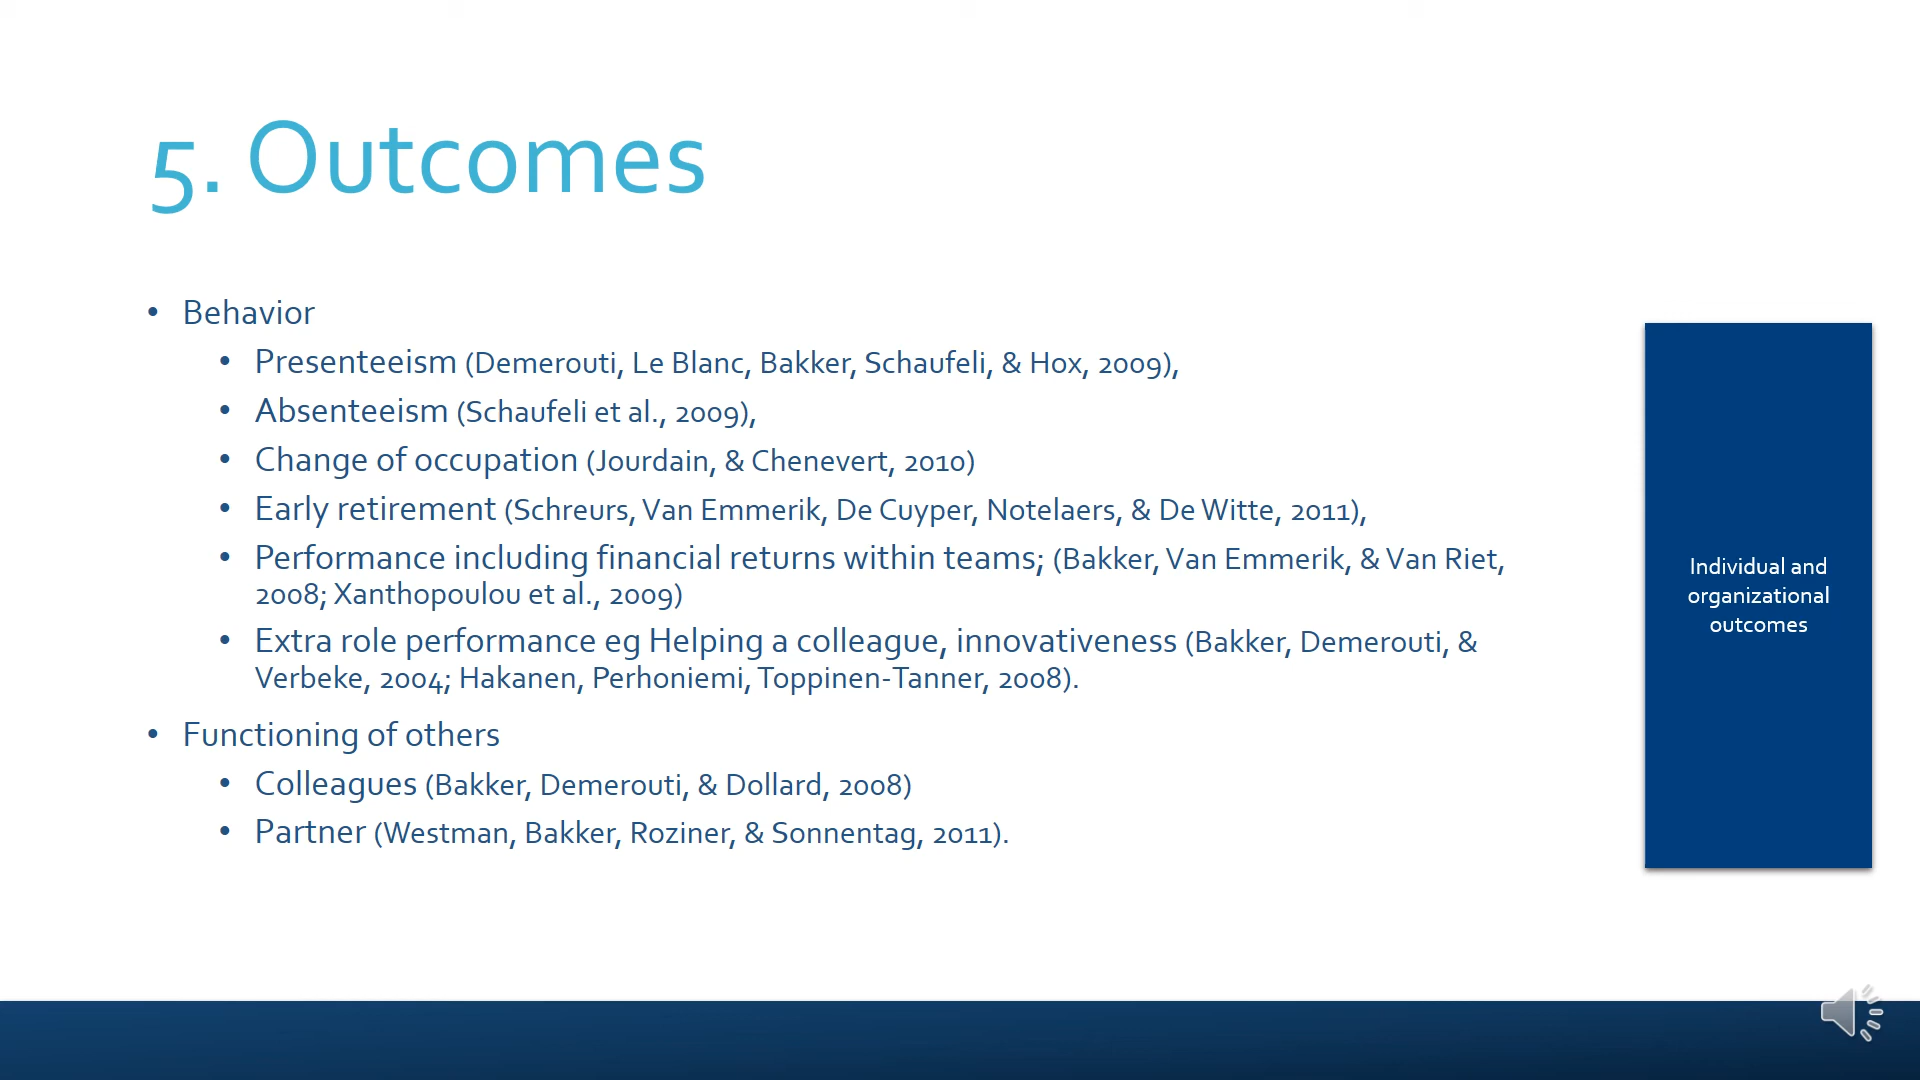 5. Outcomes
• Behavior
• Presenteeism (Demerouti, Le Blanc, Bakker, Schaufeli, & Hox, 2009),
• Absenteeism (Schaufeli et al., 2009),
• Change of occupation (Jourdain, & Chenevert, 2010)
• Early retirement (Schreurs, Van Emmerik, De Cuyper, Notelaers, & De Witte, 2011),
• Performance including financial returns within teams; (Bakker, Van Emmerik, & Van Riet,
2008; Xanthopoulou et al., 2009)
• Extra role performance eg Helping a colleague, innovativeness (Bakker, Demerouti, &
Verbeke, 2004; Hakanen, Perhoniemi, Toppinen-Tanner, 2008).
• Functioning of others
• Colleagues (Bakker, Demerouti, & Dollard, 2008)
• Partner (Westman, Bakker, Roziner, & Sonnentag, 2011).
Individual and
organizational
outcomes